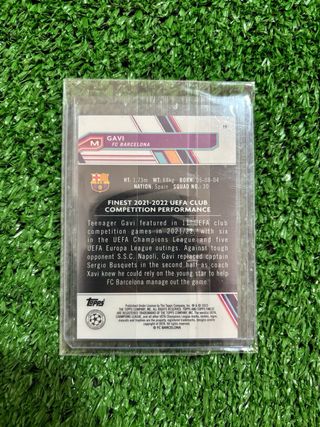 GAVI
FC BARCELONA
M
HT: 1.73m WT: 68kg BORN: 05-08-04
NATION: Spain SQUAD NO.: 30
FINEST 2021-2022 UEFA CLUB
COMPETITION PERFORMANCE
Teenager Gavi featured in 11 UEFA club
competition games in 2021/22, with six
in the UEFA Champions League and five
UEFA Europa League outings. Against tough
opponent S.S.C. Napoli, Gavi replaced captain
Sergio Busquets in the second half as coach
Xavi knew he could rely on the young star to help
FC Barcelona manage out the game.
Topps
CHAMPIONS
LEAGUE
© FC BARCELONA